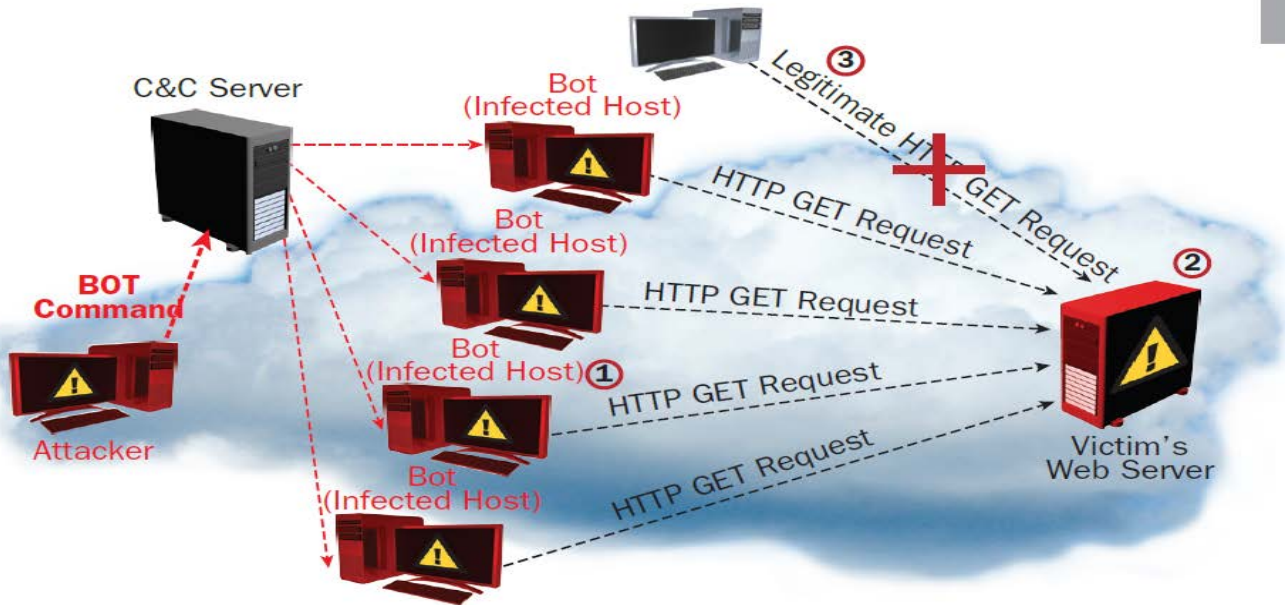 C&C Server
Bot
(Infected Host)
③
Legitimate HTTP GET Request
HTTP GET Request
Bot
(Infected Host)
②
BOT
Command
HTTP GET Request
Bot
(Infected Host) ①
HTTP GET Request
Attacker
Victim's
Web Server
Bot
(Infected Host)
HTTP GET Request